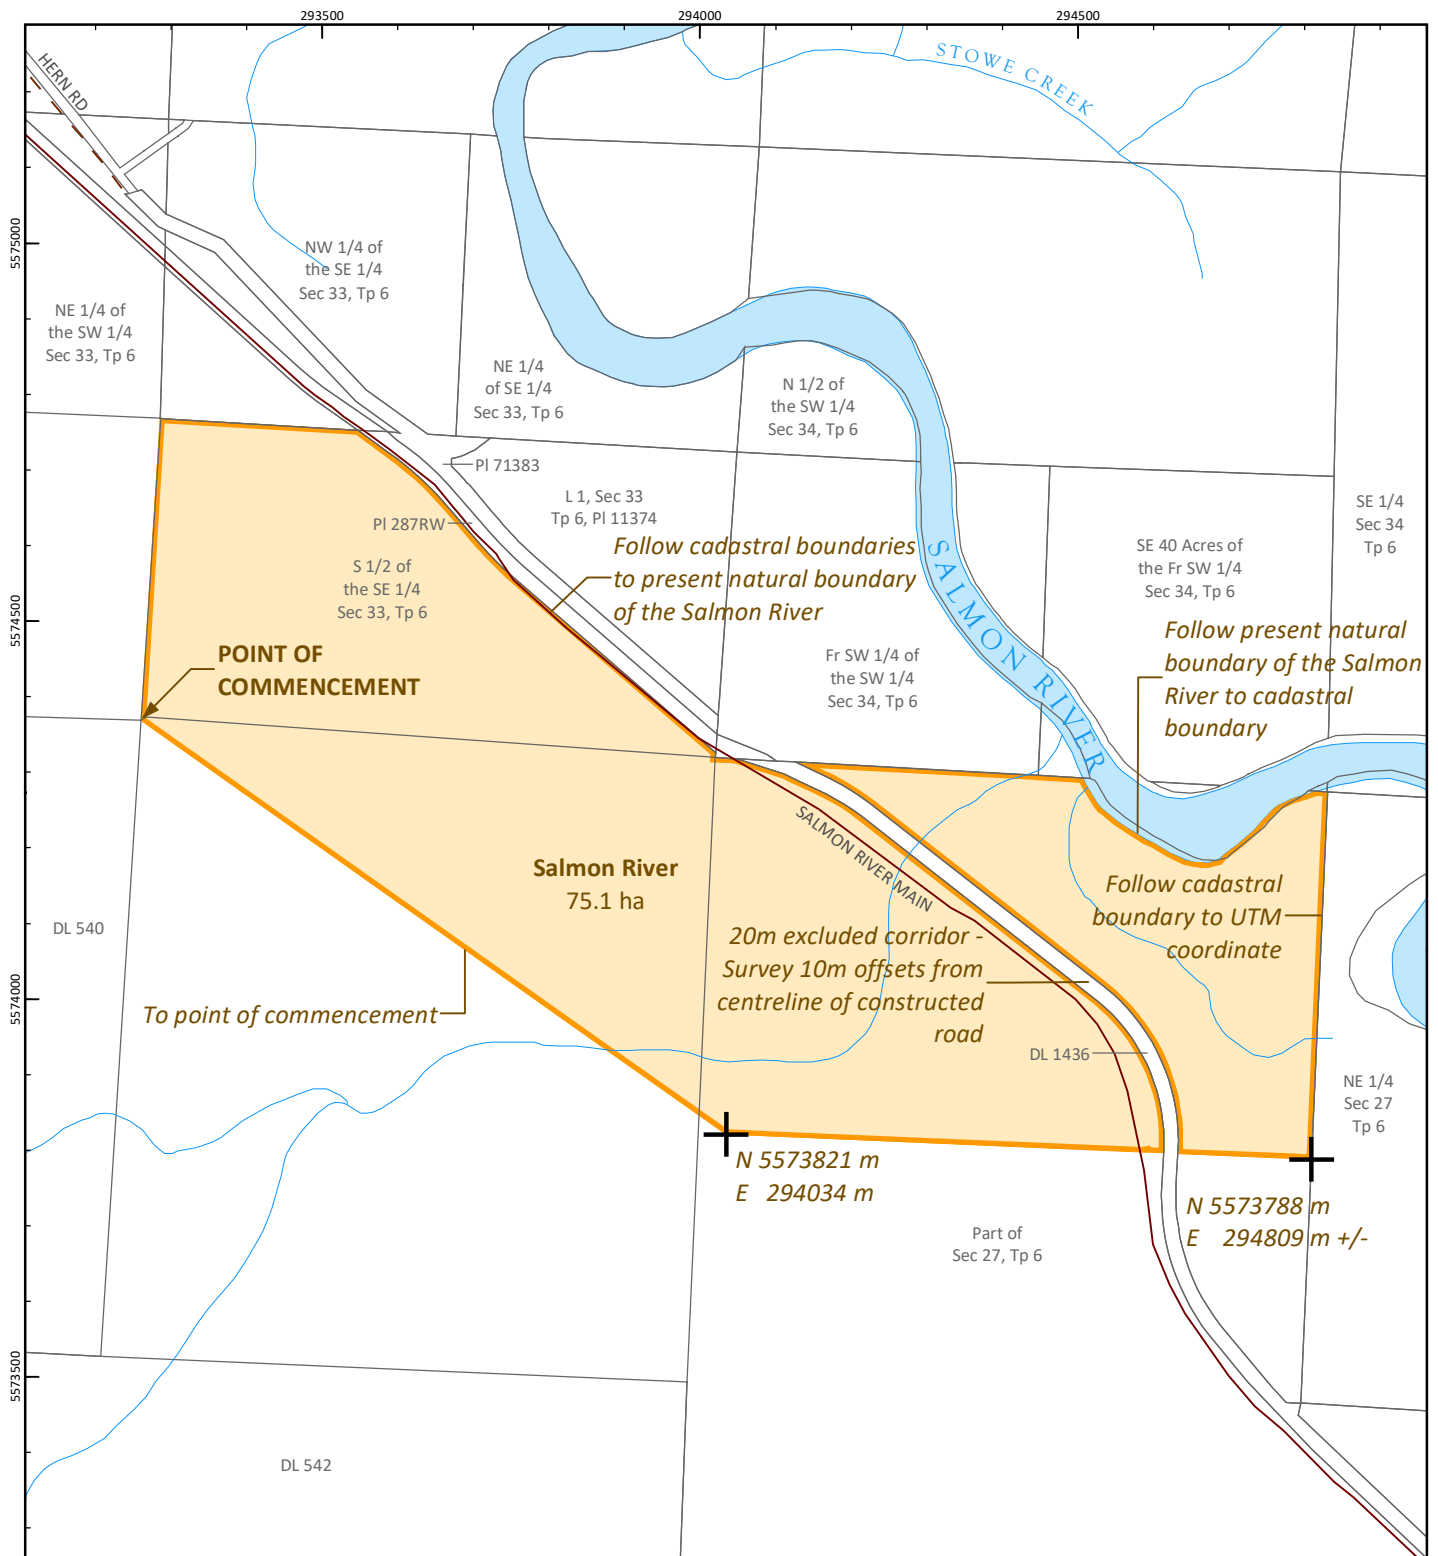 293500
294000
294500
5575000
5574500
5574000
5573500
HERN RD
STOWE CREEK
NW 1/4 of
the SE 1/4
Sec 33, Tp 6
NE 1/4 of
the SW 1/4
Sec 33, Tp 6
NE 1/4
of SE 1/4
Sec 33, Tp 6
N 1/2 of
the SW 1/4
Sec 34, Tp 6
Pl 71383
L 1, Sec 33
Tp 6, Pl 11374
Pl 287RW
SE 1/4
Sec 34
Tp 6
SE 40 Acres of
the Fr SW 1/4
Sec 34, Tp 6
Follow cadastral boundaries
to present natural boundary
of the Salmon River
S 1/2 of
the SE 1/4
Sec 33, Tp 6
SALMON RIVER
Follow present natural
boundary of the Salmon
River to cadastral
boundary
POINT OF
COMMENCEMENT
Fr SW 1/4 of
the SW 1/4
Sec 34, Tp 6
SALMON RIVER MAIN
Salmon River
75.1 ha
Follow cadastral
boundary to UTM
coordinate
DL 540
20m excluded corridor -
Survey 10m offsets from
centreline of constructed
road
To point of commencement
DL 1436
NE 1/4
Sec 27
Tp 6
N 5573821 m
E 294034 m
N 5573788 m
E 294809 m +/-
Part of
Sec 27, Tp 6
DL 542